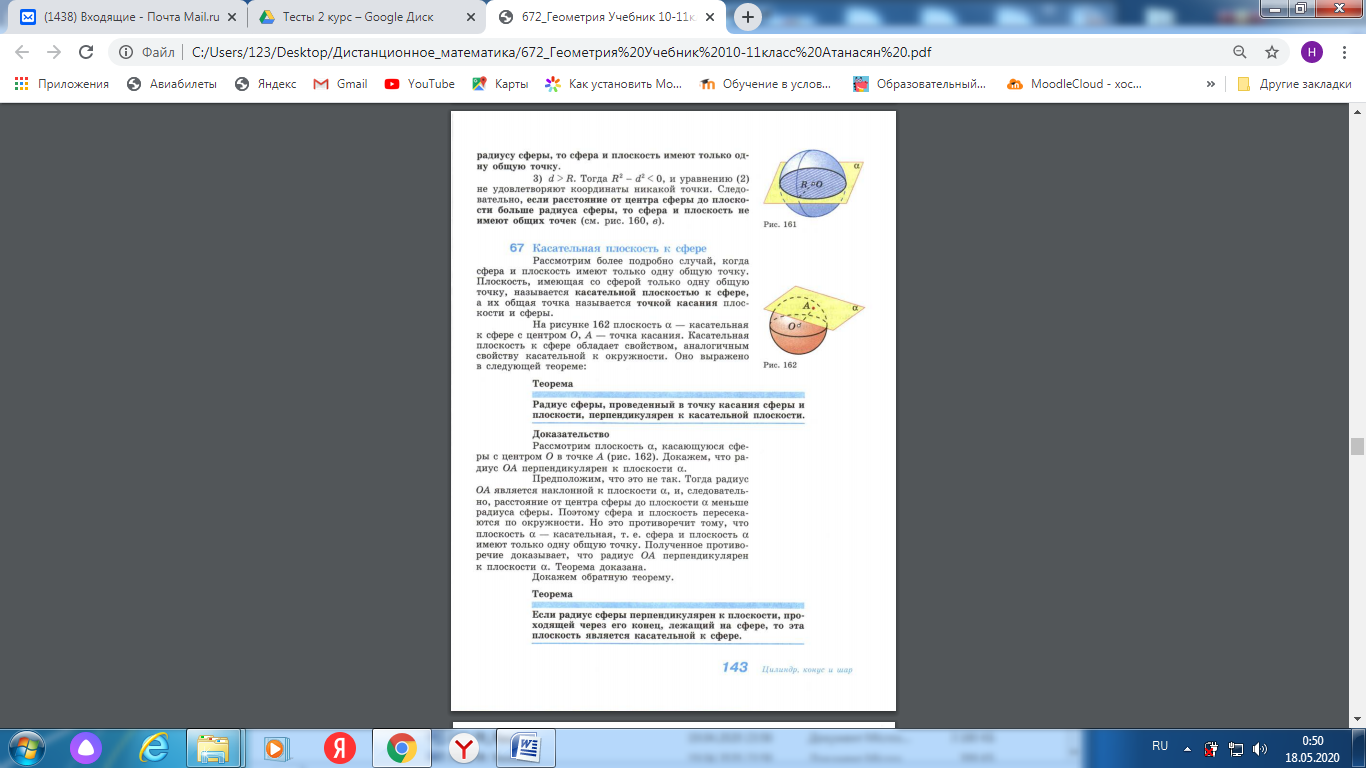 (1438) Входящие - Почта Mail.ru
Тесты 2 курс – Google Диск
672_Геометрия Учебник 10-11к
Файл
C:/Users/123/Desktop/Дистанционное_математика/672_Геометрия%20Учебник%2010-11класс%20Атанасян%20.pdf
Н
Приложения
Авиабилеты
Яндекс
Gmail
YouTube
Карты
Как установить Mo...
Обучение в услов...
Образовательный...
MoodleCloud - хос...
»
Другие закладки
радиусу сферы, то сфера и плоскость имеют только од-
ну общую точку.
3) d > R. Тогда R² – d² < 0, и уравнению (2)
не удовлетворяют координаты никакой точки. Следо-
вательно, если расстояние от центра сферы до плоско-
сти больше радиуса сферы, то сфера и плоскость не
имеют общих точек (см. рис. 160, в).
α
R O
Рис. 161
67 Касательная плоскость к сфере
Рассмотрим более подробно случай, когда
сфера и плоскость имеют только одну общую точку.
Плоскость, имеющая со сферой только одну общую
точку, называется касательной плоскостью к сфере,
а их общая точка называется точкой касания плос-
кости и сферы.
На рисунке 162 плоскость α — касательная
к сфере с центром O, A — точка касания. Касательная
плоскость к сфере обладает свойством, аналогичным
свойству касательной к окружности. Оно выражено
в следующей теореме:
A
α
O
Рис. 162
Теорема
Радиус сферы, проведенный в точку касания сферы и
плоскости, перпендикулярен к касательной плоскости.
Доказательство
Рассмотрим плоскость α, касающуюся сфе-
ры с центром O в точке A (рис. 162). Докажем, что ра-
диус OA перпендикулярен к плоскости α.
Предположим, что это не так. Тогда радиус
OA является наклонной к плоскости α, и, следователь-
но, расстояние от центра сферы до плоскости α меньше
радиуса сферы. Поэтому сфера и плоскость пересека-
ются по окружности. Но это противоречит тому, что
плоскость α — касательная, т. е. сфера и плоскость α
имеют только одну общую точку. Полученное противо-
речие доказывает, что радиус OA перпендикулярен
к плоскости α. Теорема доказана.
Докажем обратную теорему.
Теорема
Если радиус сферы перпендикулярен к плоскости, про-
ходящей через его конец, лежащий на сфере, то эта
плоскость является касательной к сфере.
143 Цилиндр, конус и шар
RU
0:50
18.05.2020